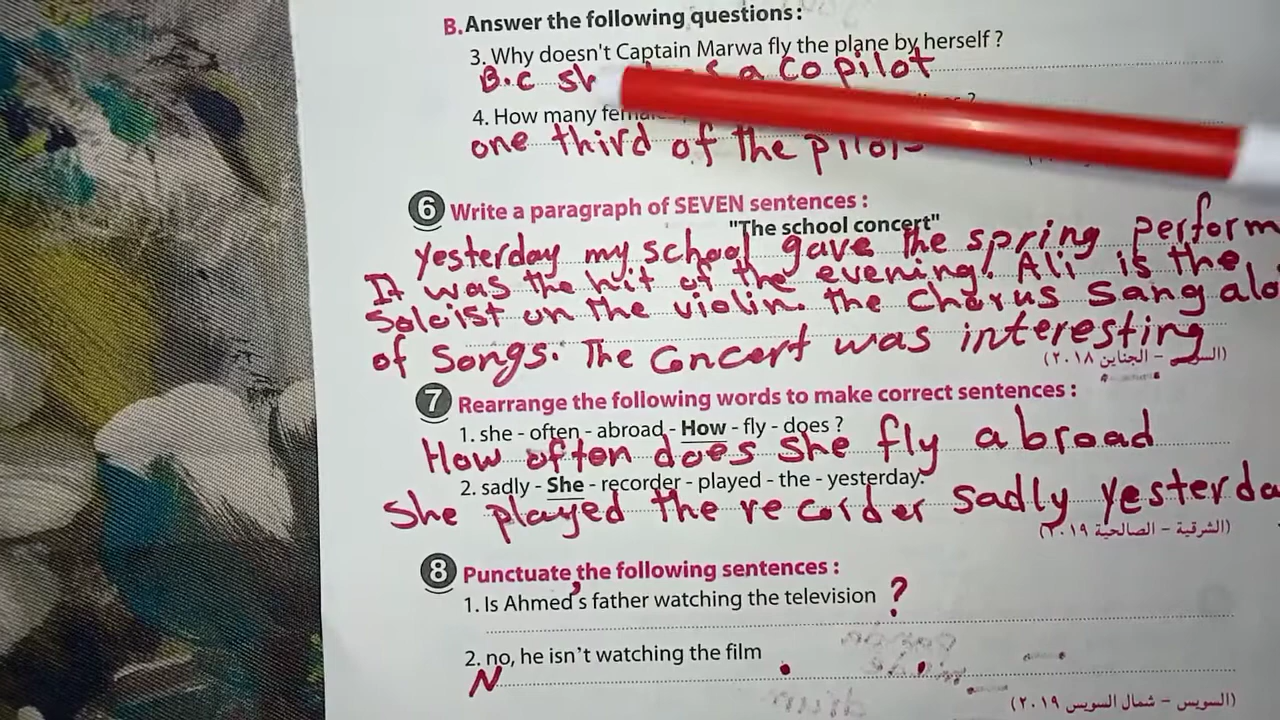 B. Answer the following questions :
3. Why doesn't Captain Marwa fly the plane by herself ?
B.c a co pilot
4. How many
one third of the
6 Write a paragraph of SEVEN sentences :
"The school concert"
Yesterday my school gave the spring perform
It was the hit of the evening. Ali is the
Soloist on the violin. the chorus sang alo
of songs. The Concert was interesting
(السويس – الجناين ٢٠١٨)
7 Rearrange the following words to make correct sentences :
1. she - often - abroad - How - fly - does ?
How often does she fly abroad
2. sadly - She - recorder - played - the - yesterday.
She played the recorder sadly yesterda
(الشرقية – الصالحية ٢٠١٩)
8 Punctuate the following sentences :
1. Is Ahmed's father watching the television ?
2. no, he isn't watching the film
N .
(السويس – شمال السويس ٢٠١٩)